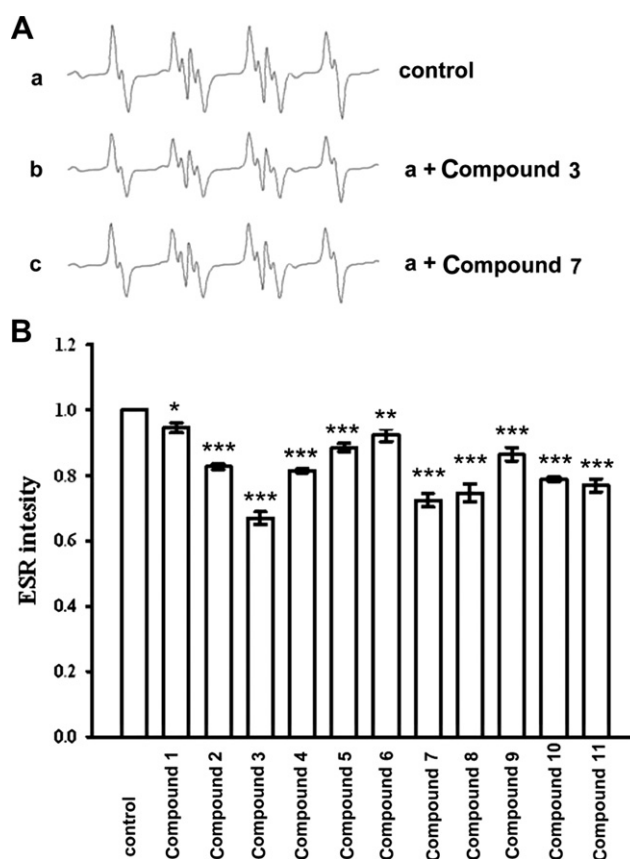 A
a
control
b
a + Compound 3
c
a + Compound 7
B
1.2
1.0
0.8
0.6
0.4
0.2
0.0
ESR intesity
*
***
***
***
***
**
***
***
***
***
***
control
Compound 1
Compound 2
Compound 3
Compound 4
Compound 5
Compound 6
Compound 7
Compound 8
Compound 9
Compound 10
Compound 11